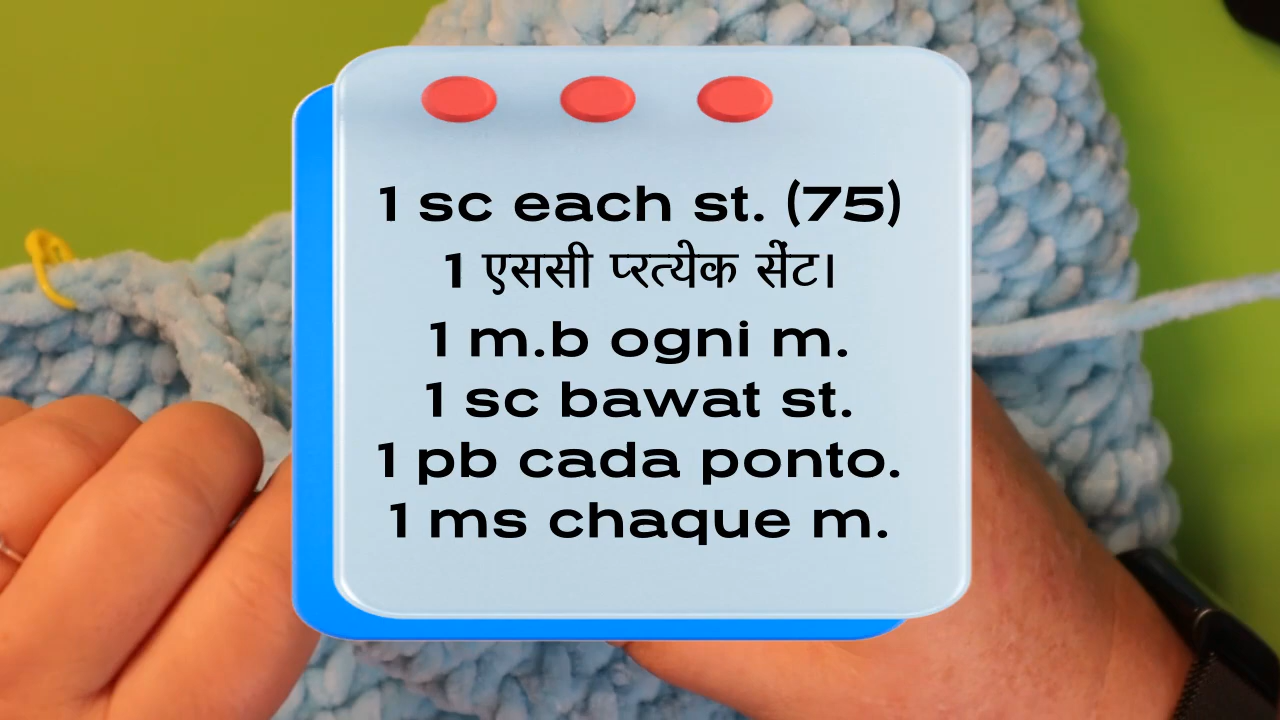 1 sc each st. (75)
1 एससी प्रत्येक सेंट।
1 m.b ogni m.
1 sc bawat st.
1 pb cada ponto.
1 ms chaque m.